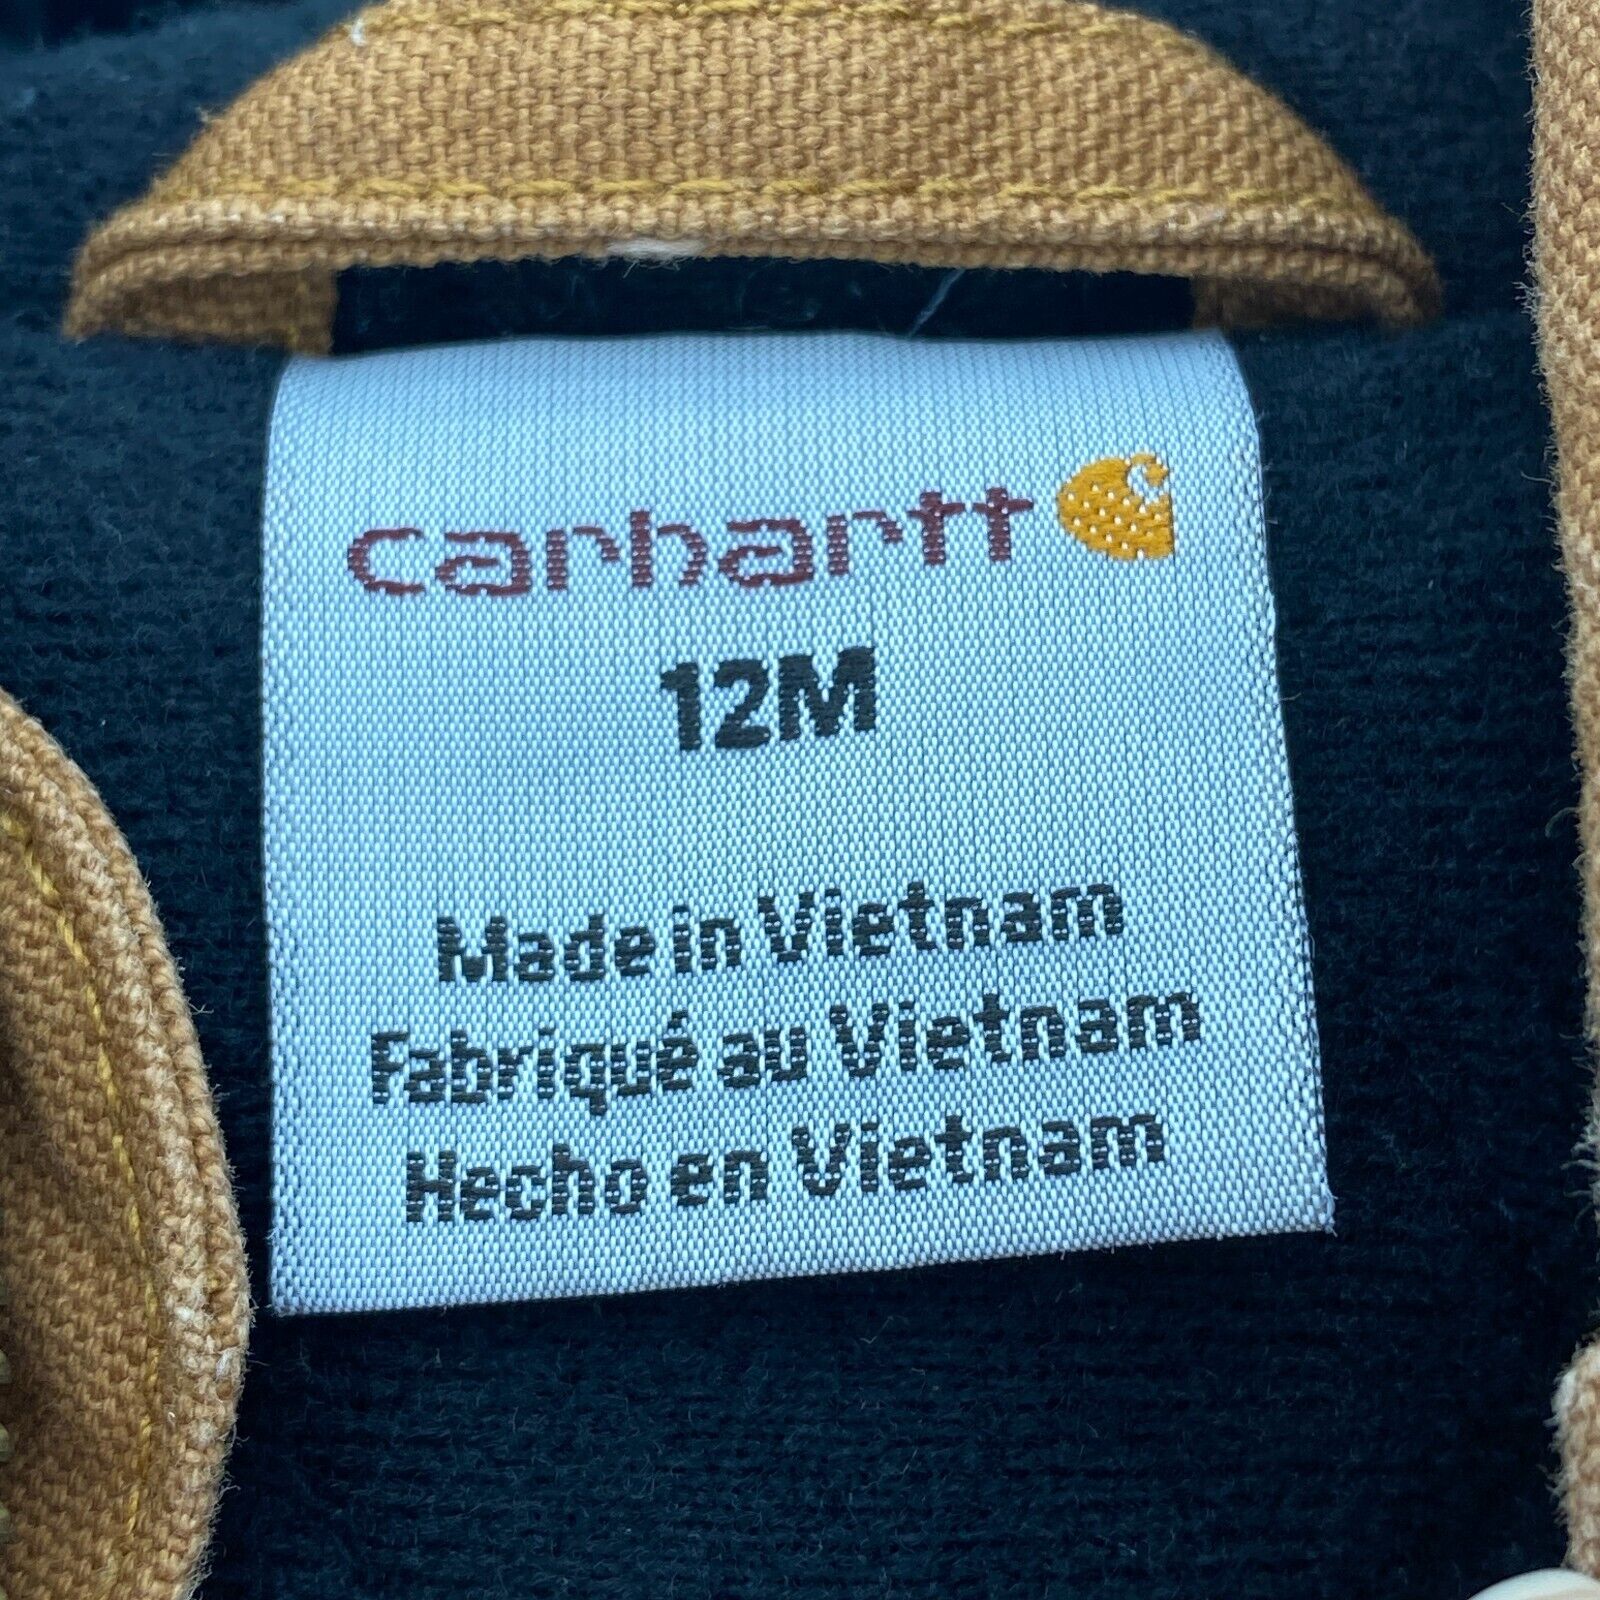 carhartt
12M
Made in Vietnam
Fabriqué au Vietnam
Hecho en Vietnam